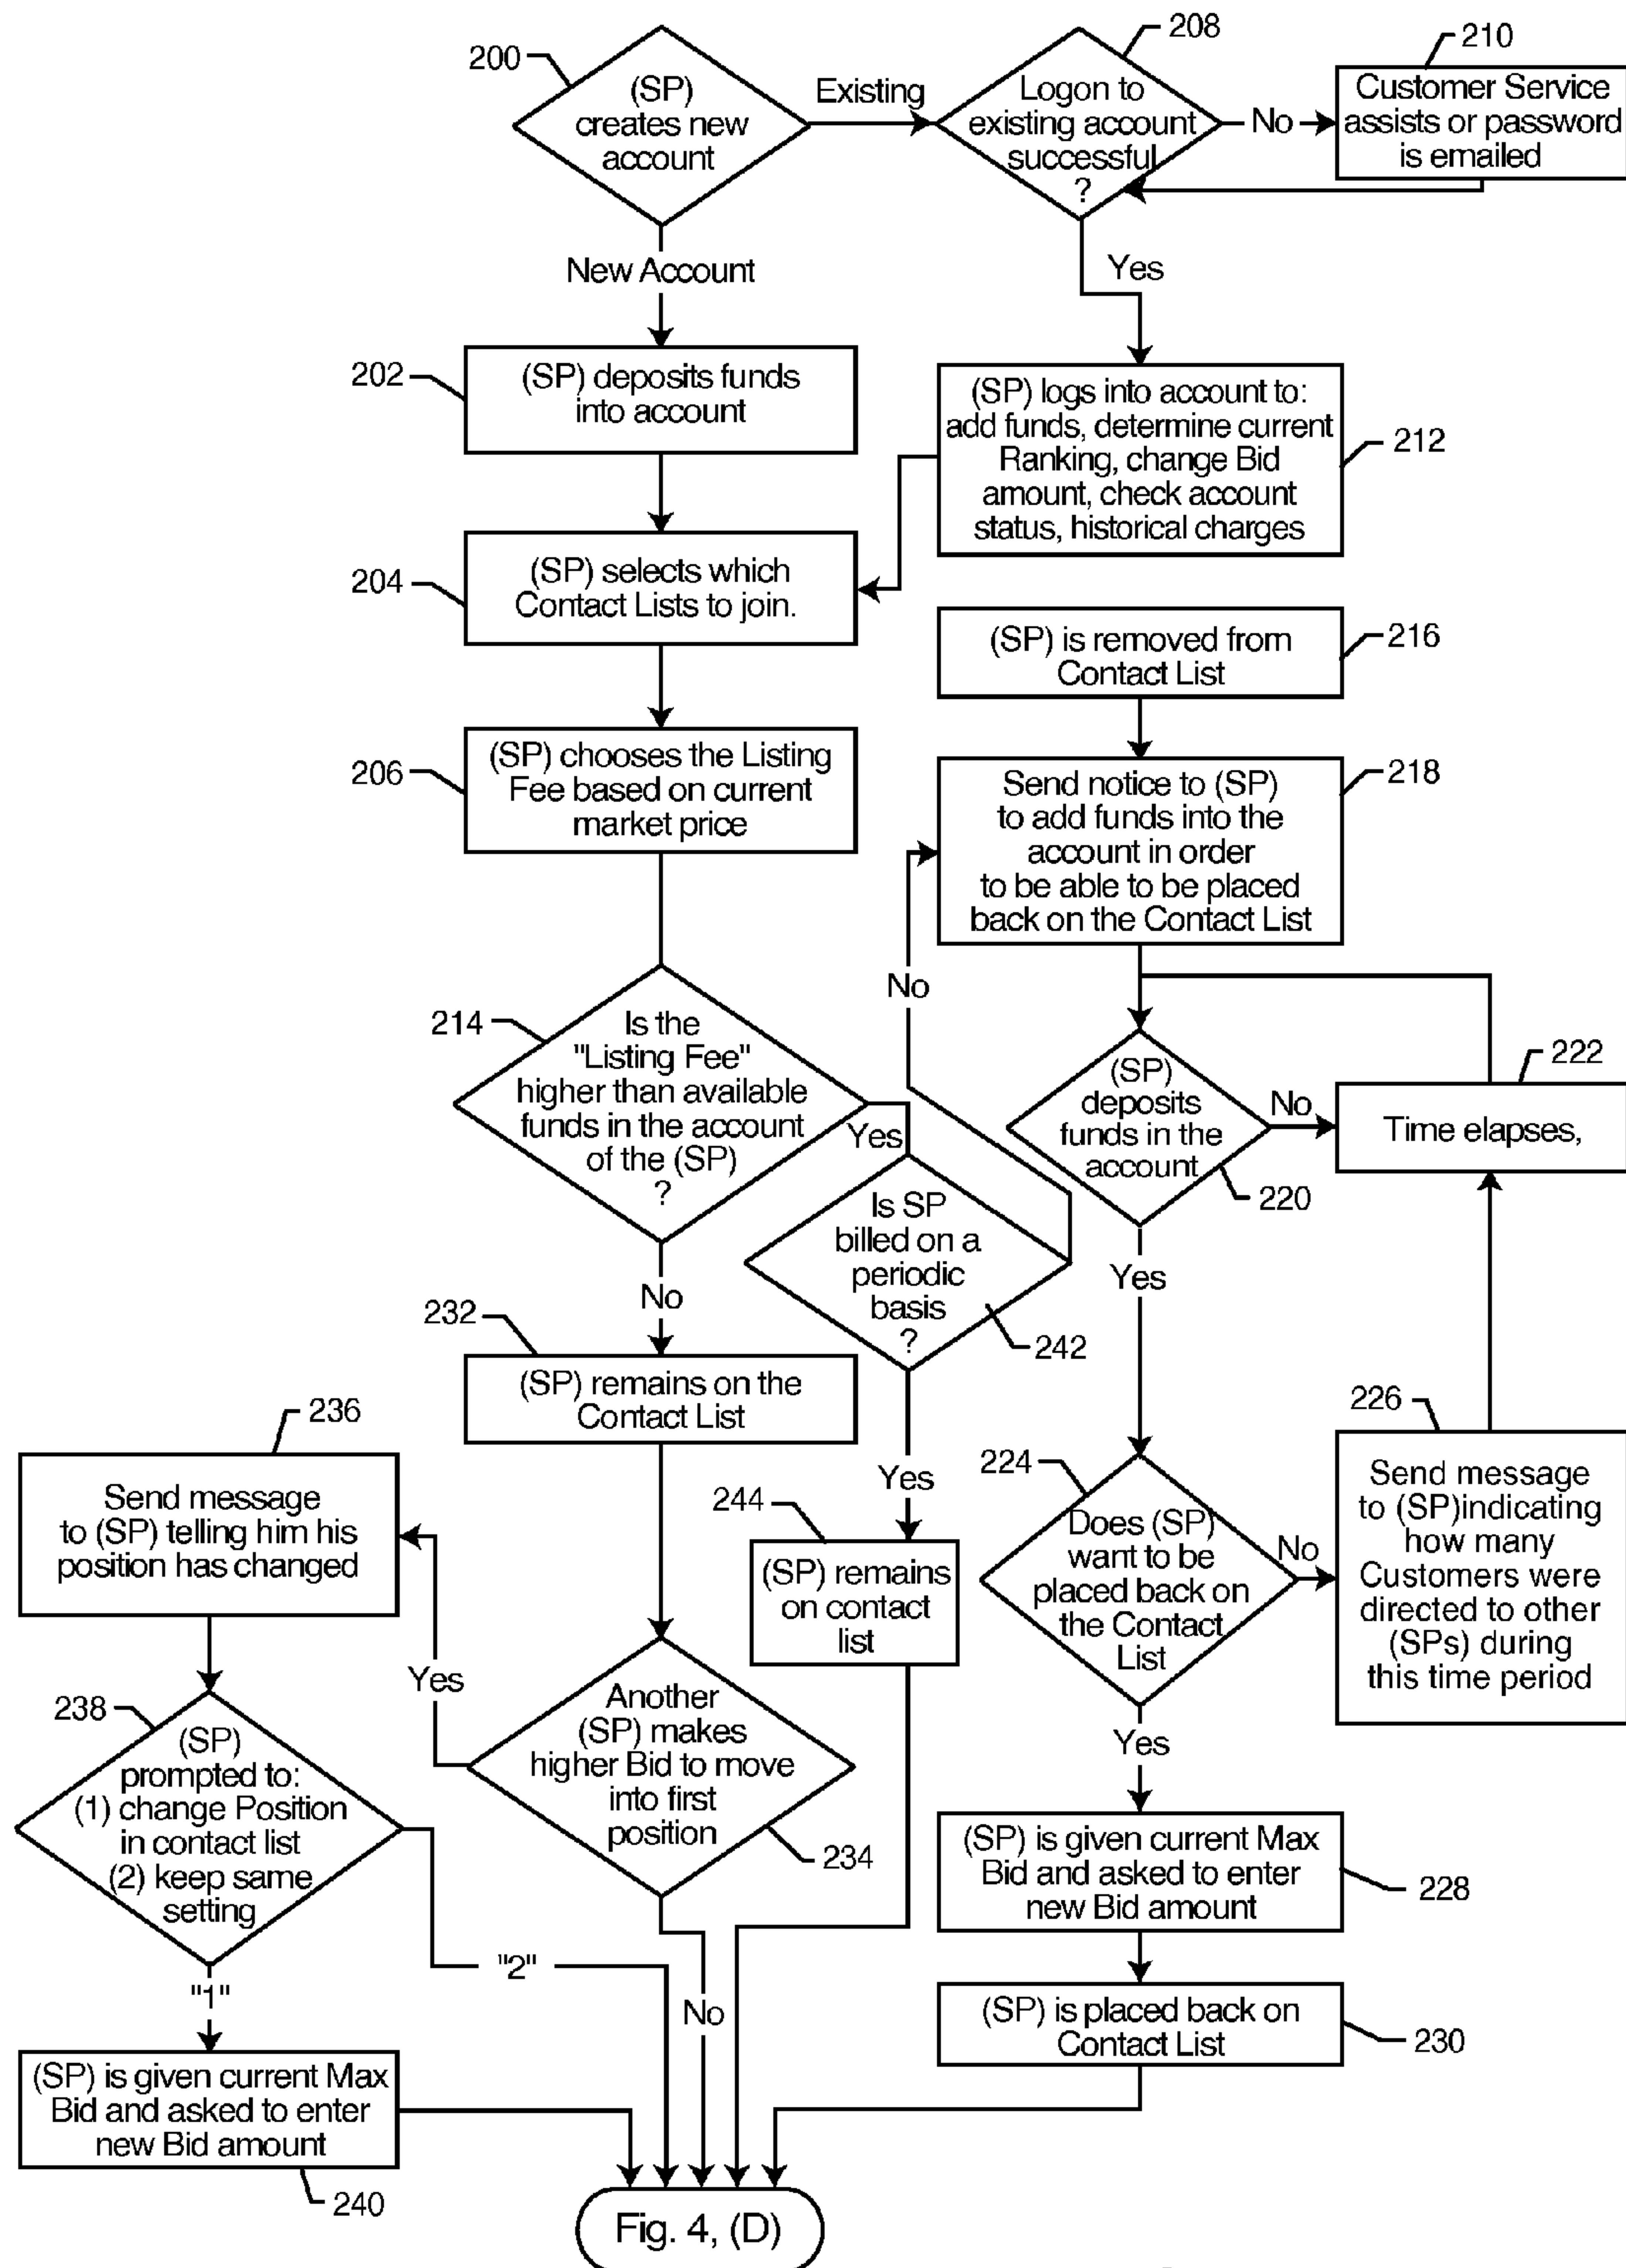 200
(SP)
creates new
account
Existing
208
Logon to
existing account
successful
?
No
210
Customer Service
assists or password
is emailed
New Account
Yes
202
(SP) deposits funds
into account
(SP) logs into account to:
add funds, determine current
Ranking, change Bid
amount, check account
status, historical charges
212
204
(SP) selects which
Contact Lists to join.
(SP) is removed from
Contact List
216
206
(SP) chooses the Listing
Fee based on current
market price
Send notice to (SP)
to add funds into the
account in order
to be able to be placed
back on the Contact List
218
No
214
Is the
"Listing Fee"
higher than available
funds in the account
of the (SP)
?
Yes
(SP)
deposits
funds in the
account
220
No
222
Time elapses,
Is SP
billed on a
periodic
basis
?
242
Yes
No
232
(SP) remains on the
Contact List
236
Send message
to (SP) telling him his
position has changed
Yes
244
(SP) remains
on contact
list
224
Does (SP)
want to be
placed back on
the Contact
List
No
226
Send message
to (SP)indicating
how many
Customers were
directed to other
(SPs) during
this time period
Yes
Another
(SP) makes
higher Bid to move
into first
position
234
238
(SP)
prompted to:
(1) change Position
in contact list
(2) keep same
setting
Yes
(SP) is given current Max
Bid and asked to enter
new Bid amount
228
"1"
"2"
No
(SP) is placed back on
Contact List
230
(SP) is given current Max
Bid and asked to enter
new Bid amount
240
Fig. 4, (D)